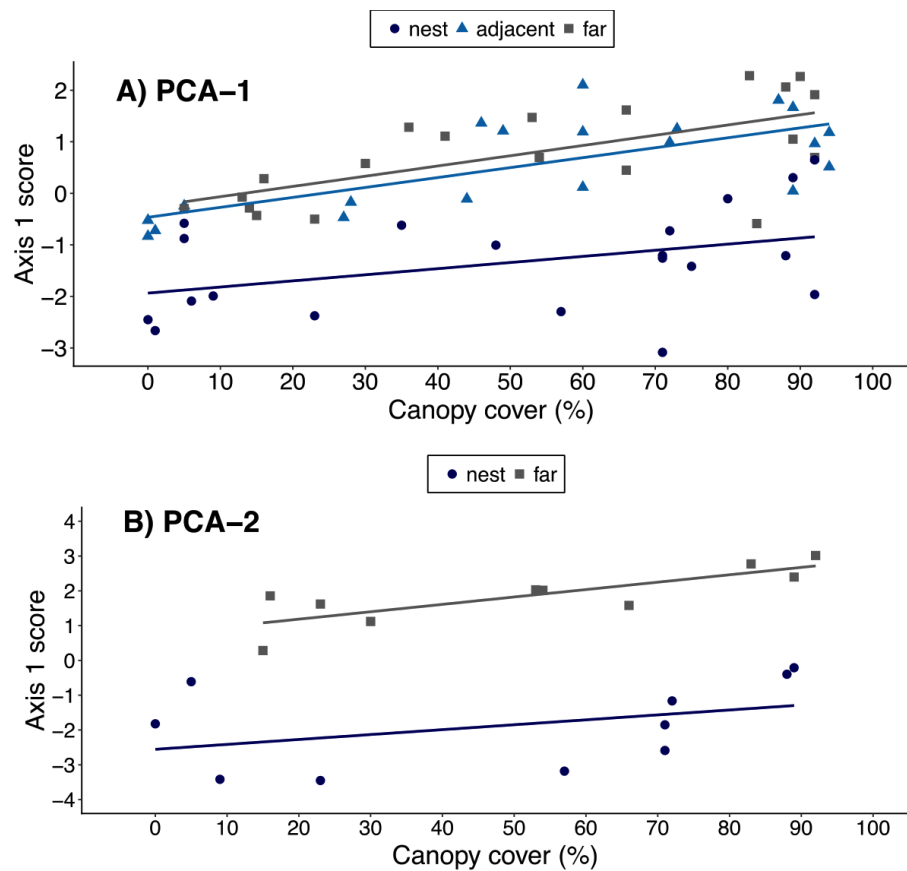 nest adjacent far
A) PCA−1
2
1
0
−1
−2
−3
Axis 1 score
0 10 20 30 40 50 60 70 80 90 100
Canopy cover (%)
nest far
B) PCA−2
4
3
2
1
0
−1
−2
−3
−4
Axis 1 score
0 10 20 30 40 50 60 70 80 90 100
Canopy cover (%)